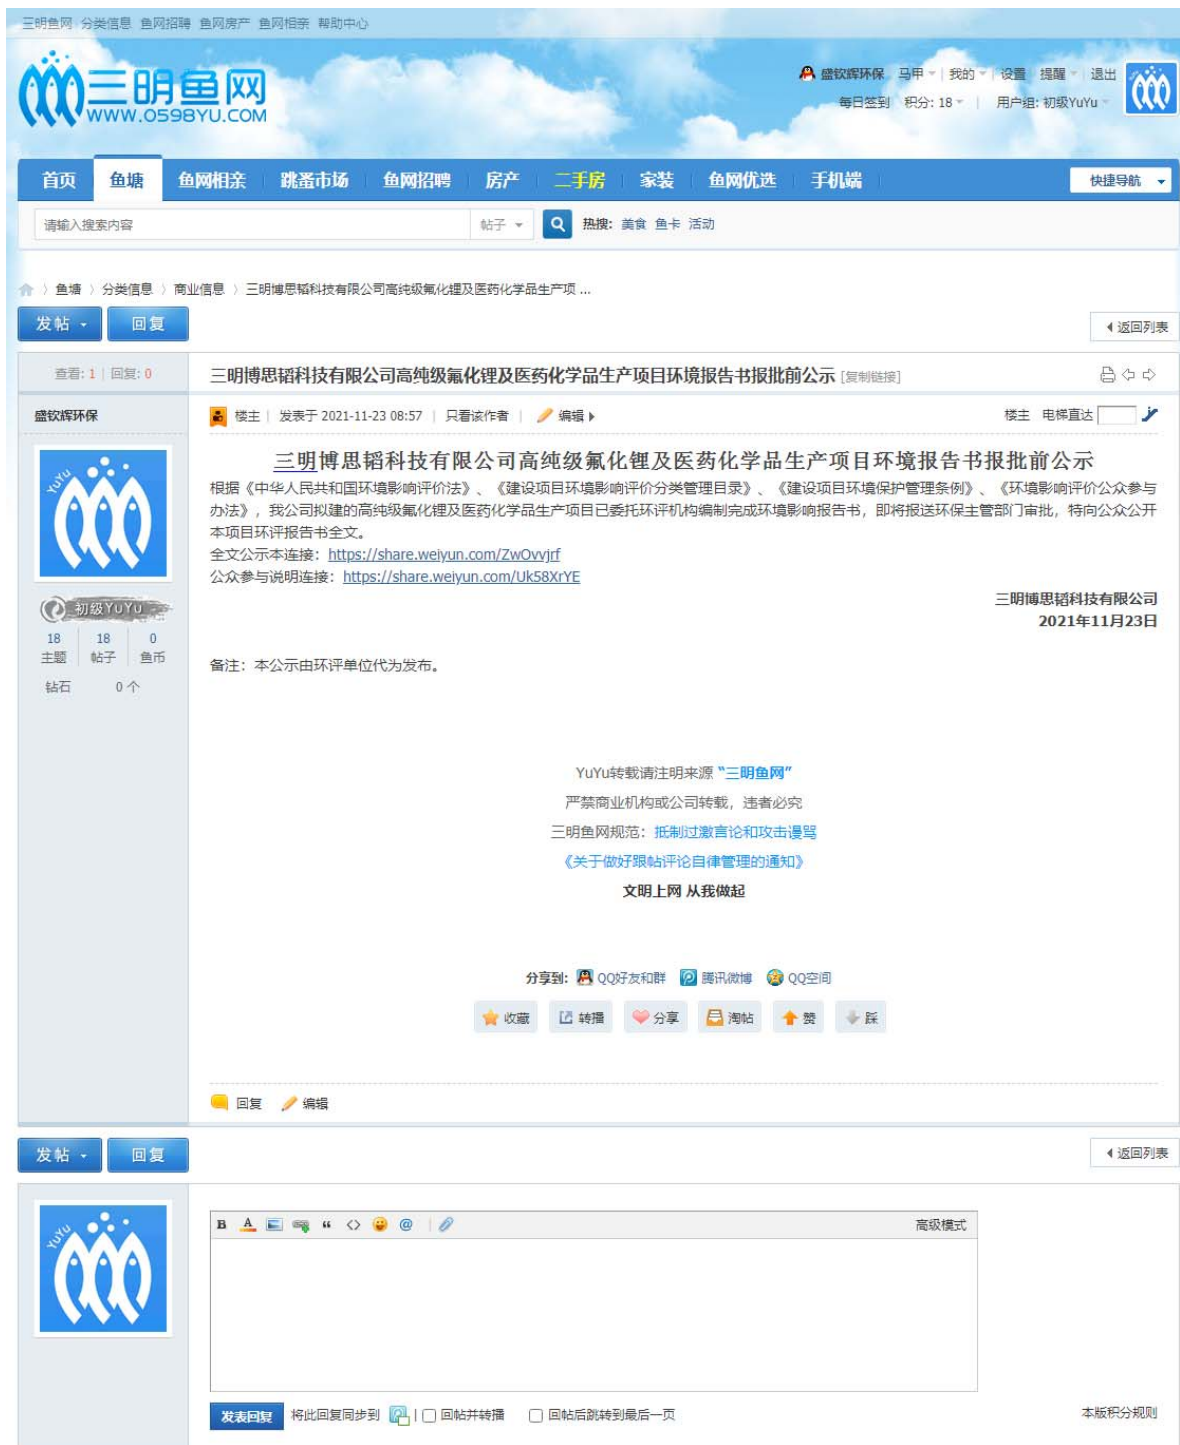 三明鱼网 分类信息 鱼网招聘 鱼网房产 鱼网相亲 帮助中心
三明鱼网
WWW.0598YU.COM
盛钦辉环保 马甲 | 我的 | 设置 | 提醒 | 退出
每日签到 积分: 18 | 用户组: 初级YuYu
首页 鱼塘 鱼网相亲 跳蚤市场 鱼网招聘 房产 二手房 家装 鱼网优选 手机端 快捷导航
请输入搜索内容 帖子 热搜: 美食 鱼卡 活动
〉 鱼塘 〉 分类信息 〉 商业信息 〉 三明博思韬科技有限公司高纯级氟化锂及医药化学品生产项 ...
发帖 回复 返回列表
查看: 1 | 回复: 0
三明博思韬科技有限公司高纯级氟化锂及医药化学品生产项目环境报告书报批前公示 [复制链接]
盛钦辉环保
楼主 | 发表于 2021-11-23 08:57 | 只看该作者 | 编辑 楼主 电梯直达
三明博思韬科技有限公司高纯级氟化锂及医药化学品生产项目环境报告书报批前公示
根据《中华人民共和国环境影响评价法》、《建设项目环境影响评价分类管理目录》、《建设项目环境保护管理条例》、《环境影响评价公众参与
办法》，我公司拟建的高纯级氟化锂及医药化学品生产项目已委托环评机构编制完成环境影响报告书，即将报送环保主管部门审批，特向公众公开
本项目环评报告书全文。
全文公示本连接：https://share.weiyun.com/ZwOvvjrf
公众参与说明连接：https://share.weiyun.com/Uk58XrYE
三明博思韬科技有限公司
2021年11月23日
备注：本公示由环评单位代为发布。
YuYu
初级YuYu
18 18 0
主题 帖子 鱼币
钻石 0 个
YuYu转载请注明来源 “三明鱼网”
严禁商业机构或公司转载，违者必究
三明鱼网规范：抵制过激言论和攻击谩骂
《关于做好跟帖评论自律管理的通知》
文明上网 从我做起
分享到: QQ好友和群 腾讯微博 QQ空间
收藏 转播 分享 淘帖 赞 踩
回复 编辑
发帖 回复 返回列表
YuYu
B A “ <> @ 高级模式
发表回复 将此回复同步到 | 回帖并转播 回帖后跳转到最后一页 本版积分规则